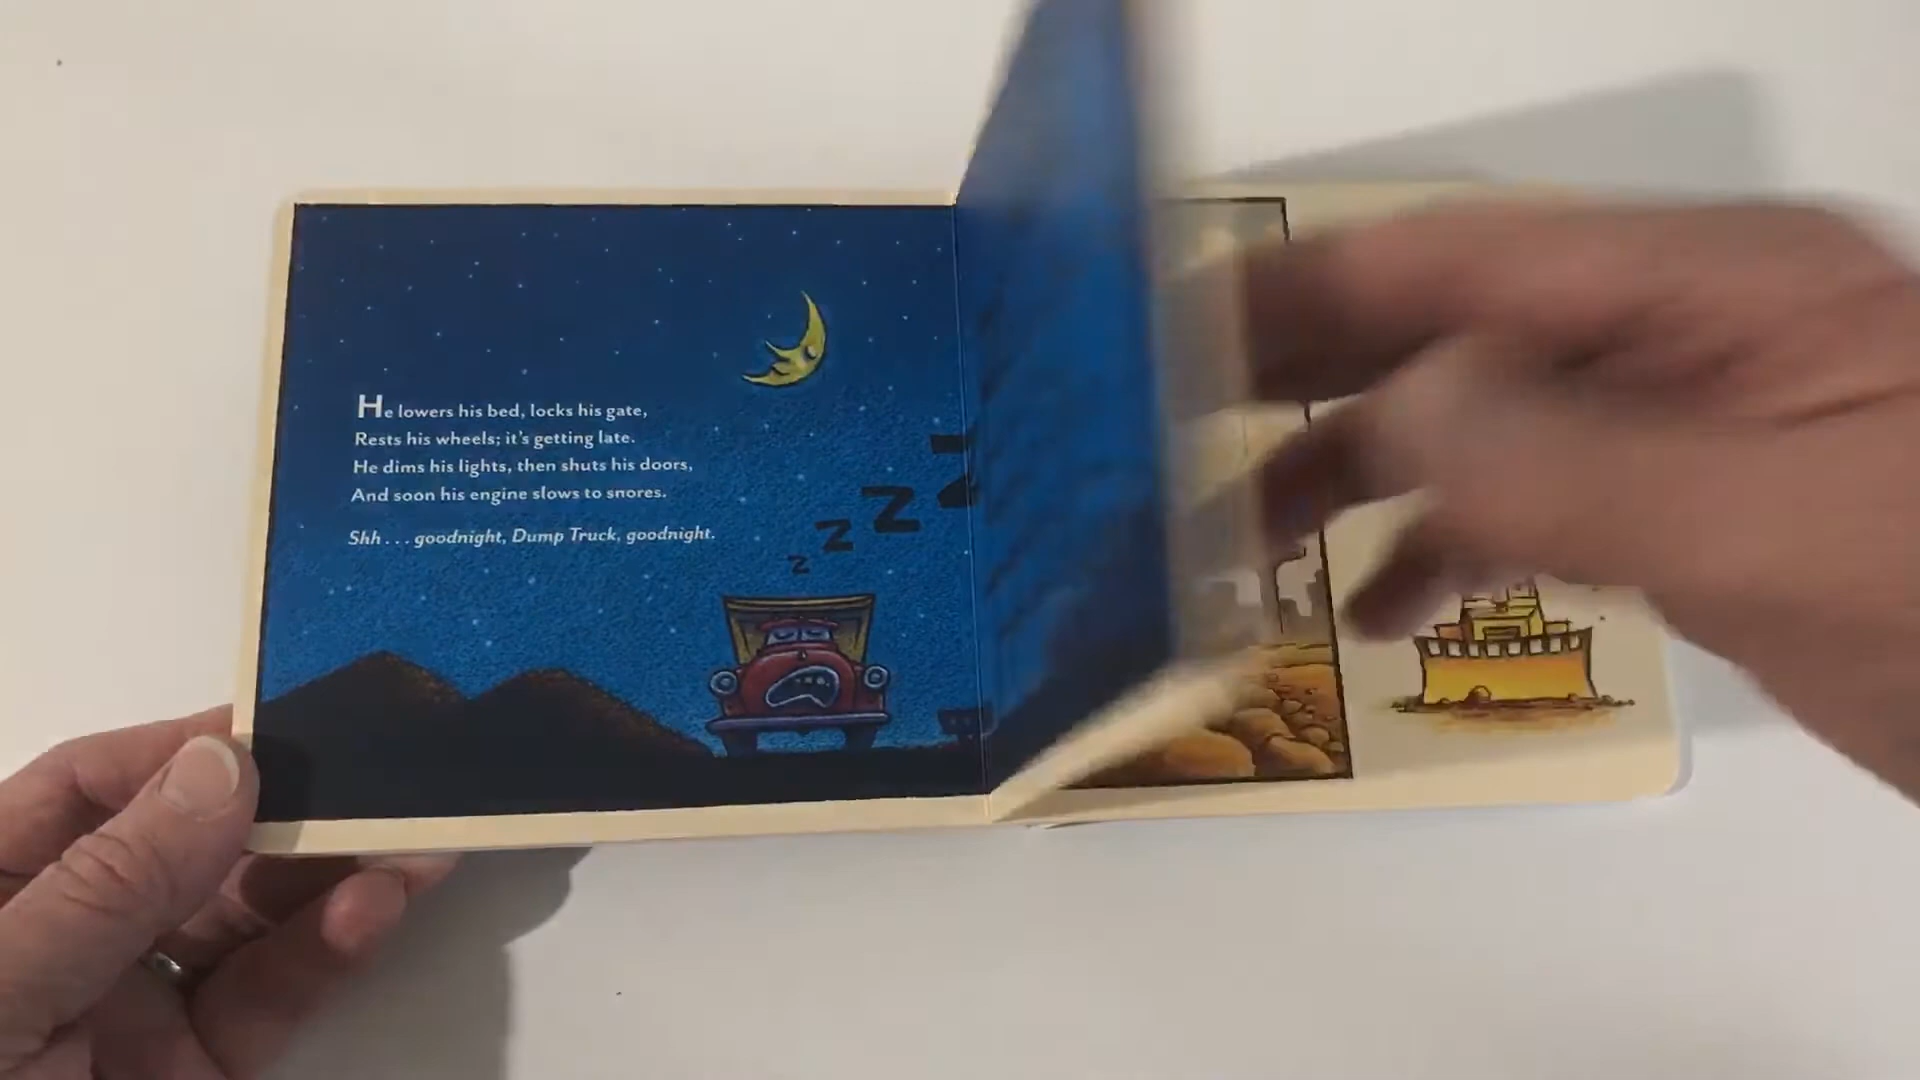 He lowers his bed, locks his gate,
Rests his wheels; it's getting late.
He dims his lights, then shuts his doors,
And soon his engine slows to snores.
Shh . . . goodnight, Dump Truck, goodnight.
z z z z